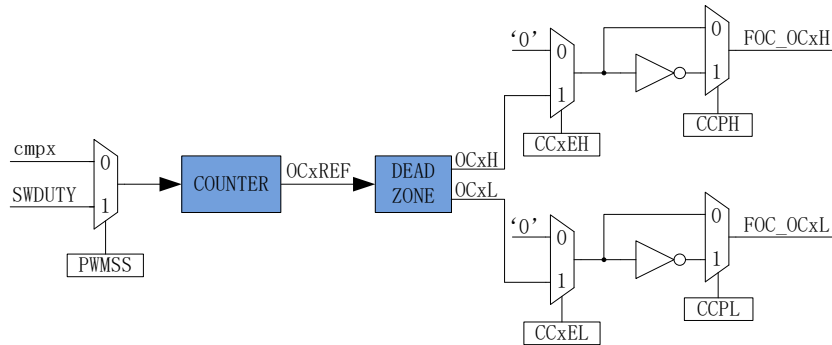 '0'
0
1
CCxEH
0
1
CCPH
FOC_OCxH
cmpx
SWDUTY
0
1
PWMSS
COUNTER
OCxREF
DEAD
ZONE
OCxH
OCxL
'0'
0
1
CCxEL
0
1
CCPL
FOC_OCxL